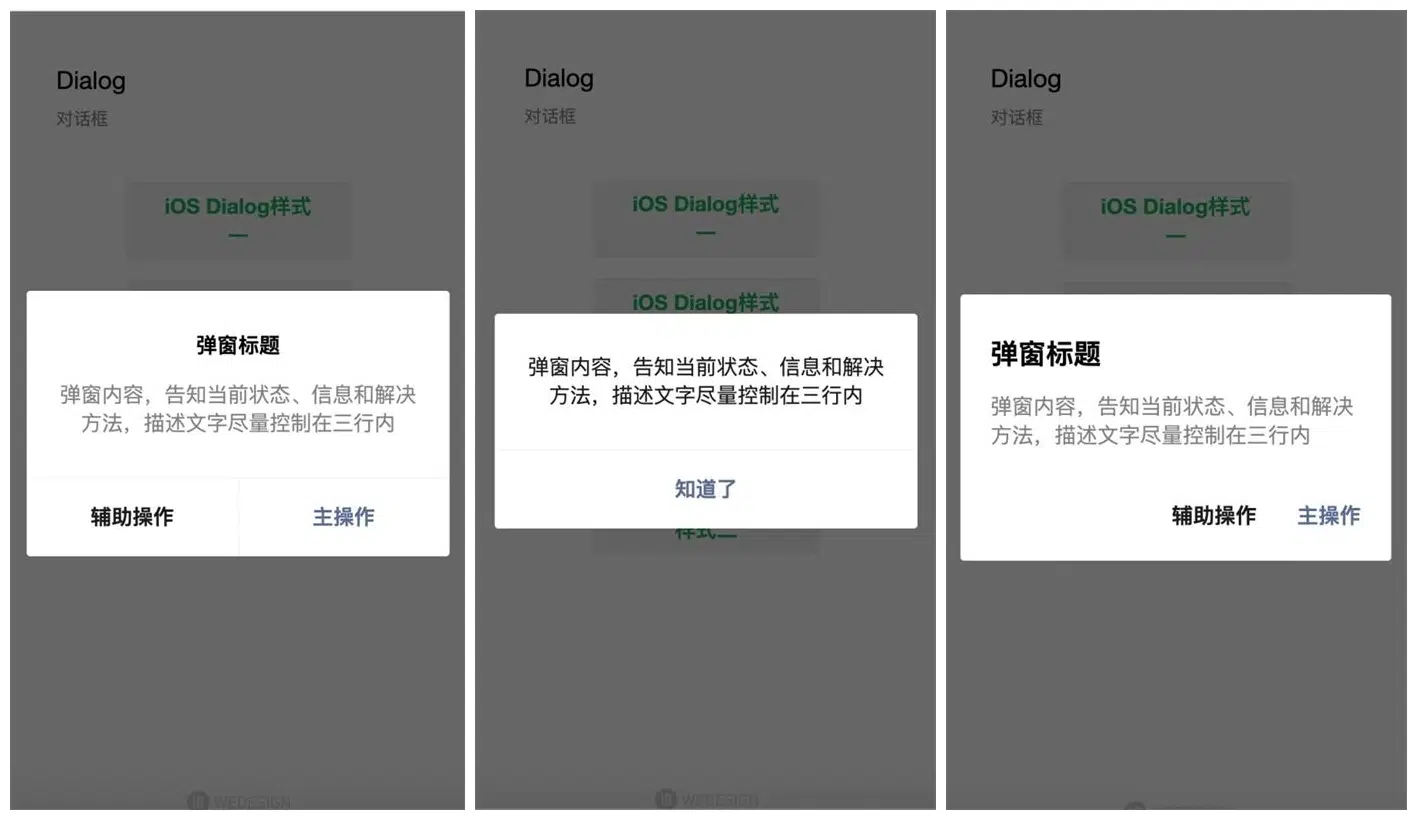 Dialog
对话框
iOS Dialog样式
一
弹窗标题
弹窗内容，告知当前状态、信息和解决
方法，描述文字尽量控制在三行内
辅助操作
主操作
WEDESIGN
Dialog
对话框
iOS Dialog样式
一
iOS Dialog样式
弹窗内容，告知当前状态、信息和解决
方法，描述文字尽量控制在三行内
知道了
样式二
WEDESIGN
Dialog
对话框
iOS Dialog样式
一
弹窗标题
弹窗内容，告知当前状态、信息和解决
方法，描述文字尽量控制在三行内
辅助操作
主操作